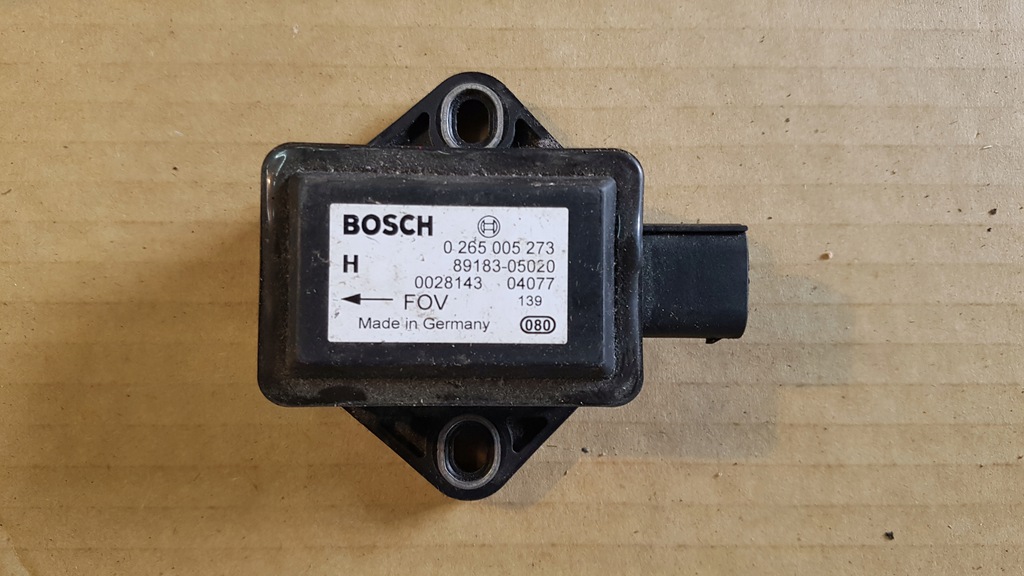 BOSCH
0 265 005 273
H 89183-05020
0028143 04077
FOV 139
Made in Germany 080